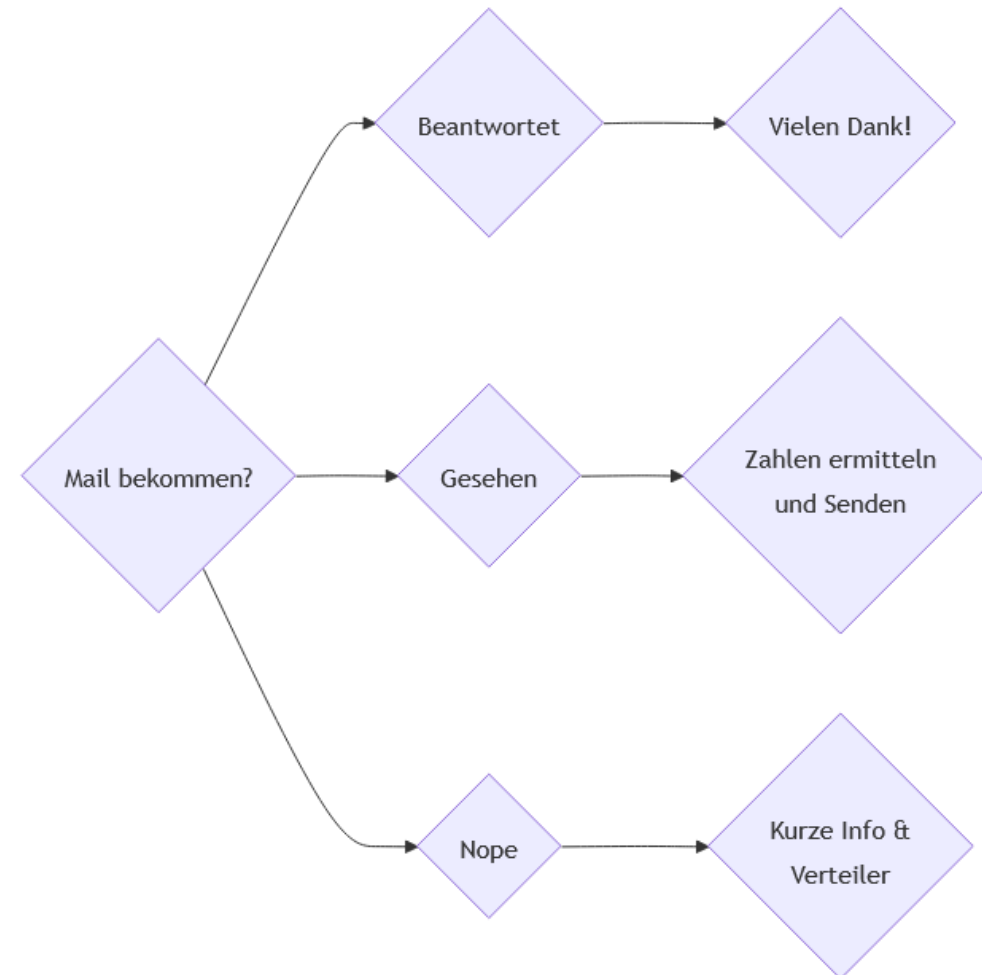 Beantwortet
Vielen Dank!
Mail bekommen?
Gesehen
Zahlen ermitteln
und Senden
Nope
Kurze Info &
Verteiler